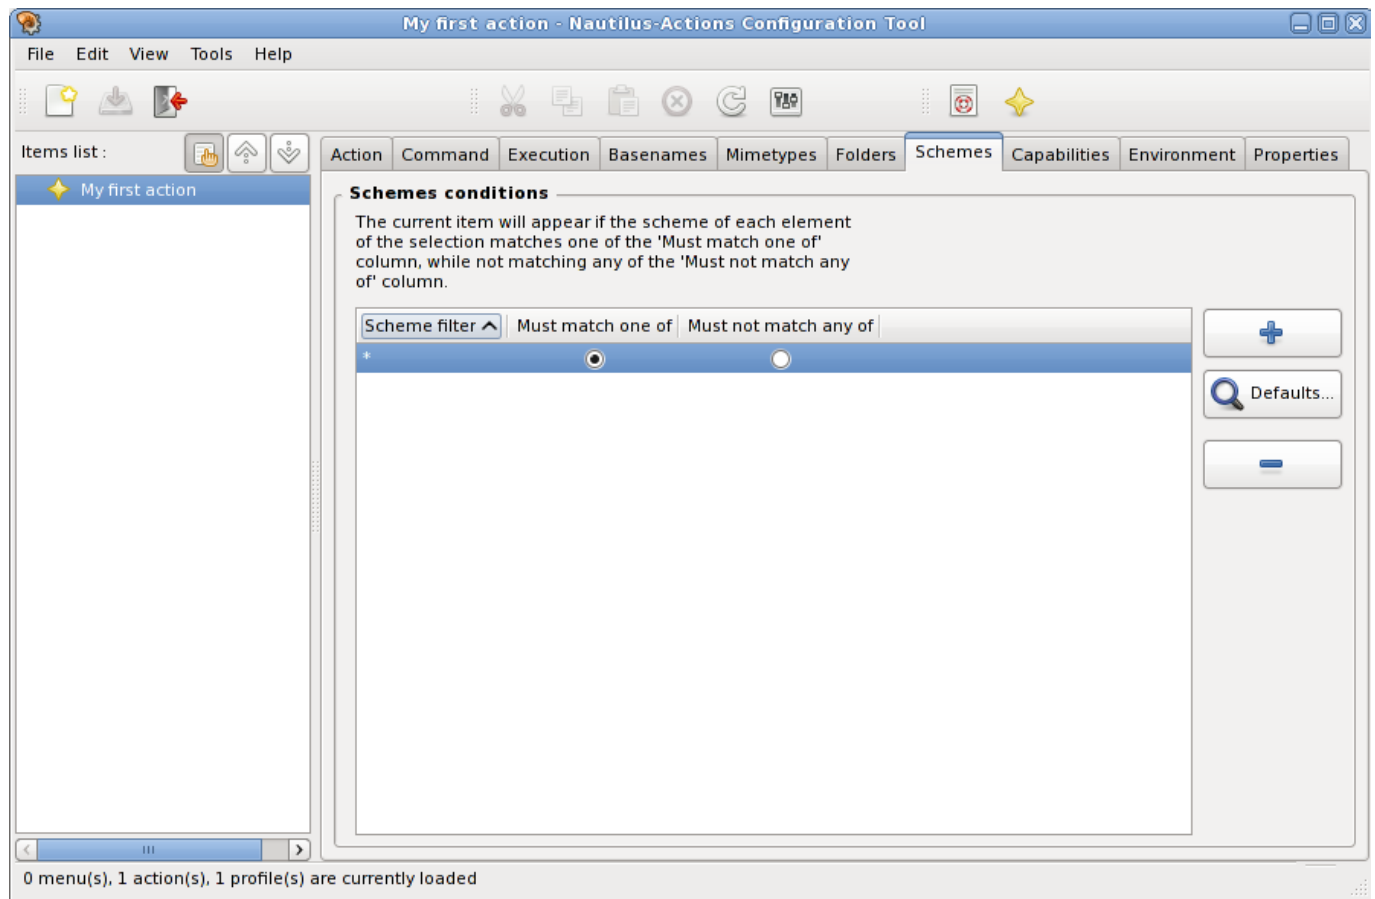 My first action - Nautilus-Actions Configuration Tool
File Edit View Tools Help
Items list :
Action Command Execution Basenames Mimetypes Folders Schemes Capabilities Environment Properties
My first action
Schemes conditions
The current item will appear if the scheme of each element
of the selection matches one of the 'Must match one of'
column, while not matching any of the 'Must not match any
of' column.
Scheme filter Must match one of Must not match any of
*
Defaults...
0 menu(s), 1 action(s), 1 profile(s) are currently loaded